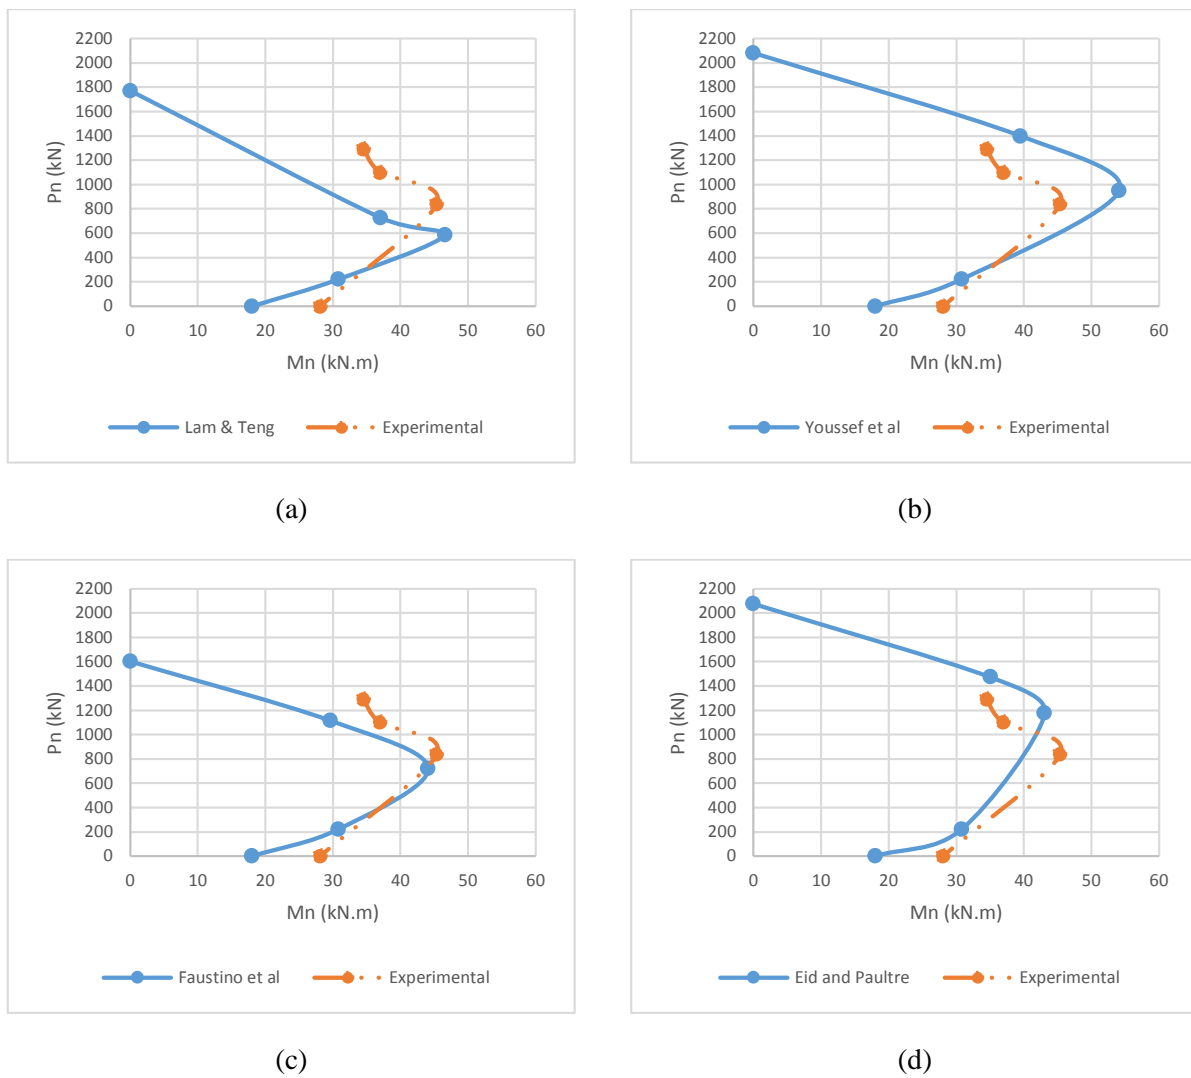 2200
2000
1800
1600
1400
1200
1000
800
600
400
200
0
Pn (kN)
0 10 20 30 40 50 60
Mn (kN.m)
Lam & Teng Experimental
(a)
2200
2000
1800
1600
1400
1200
1000
800
600
400
200
0
Pn (kN)
0 10 20 30 40 50 60
Mn (kN.m)
Youssef et al Experimental
(b)
2200
2000
1800
1600
1400
1200
1000
800
600
400
200
0
Pn (kN)
0 10 20 30 40 50 60
Mn (kN.m)
Faustino et al Experimental
(c)
2200
2000
1800
1600
1400
1200
1000
800
600
400
200
0
Pn (kN)
0 10 20 30 40 50 60
Mn (kN.m)
Eid and Paultre Experimental
(d)